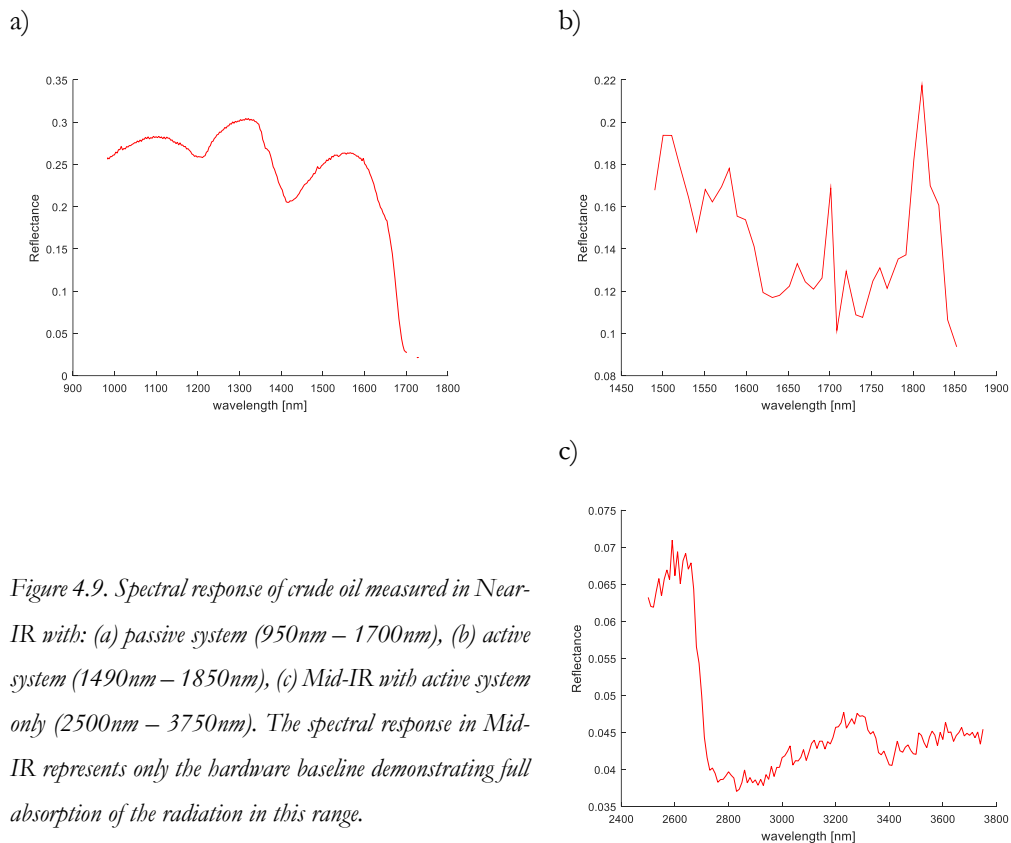 a)
b)
0.35
0.3
0.25
0.2
0.15
0.1
0.05
0
Reflectance
900 1000 1100 1200 1300 1400 1500 1600 1700 1800
wavelength [nm]
0.22
0.2
0.18
0.16
0.14
0.12
0.1
0.08
Reflectance
1450 1500 1550 1600 1650 1700 1750 1800 1850 1900
wavelength [nm]
c)
0.075
0.07
0.065
0.06
0.055
0.05
0.045
0.04
0.035
Reflectance
2400 2600 2800 3000 3200 3400 3600 3800
wavelength [nm]
Figure 4.9. Spectral response of crude oil measured in Near-
IR with: (a) passive system (950nm – 1700nm), (b) active
system (1490nm – 1850nm), (c) Mid-IR with active system
only (2500nm – 3750nm). The spectral response in Mid-
IR represents only the hardware baseline demonstrating full
absorption of the radiation in this range.